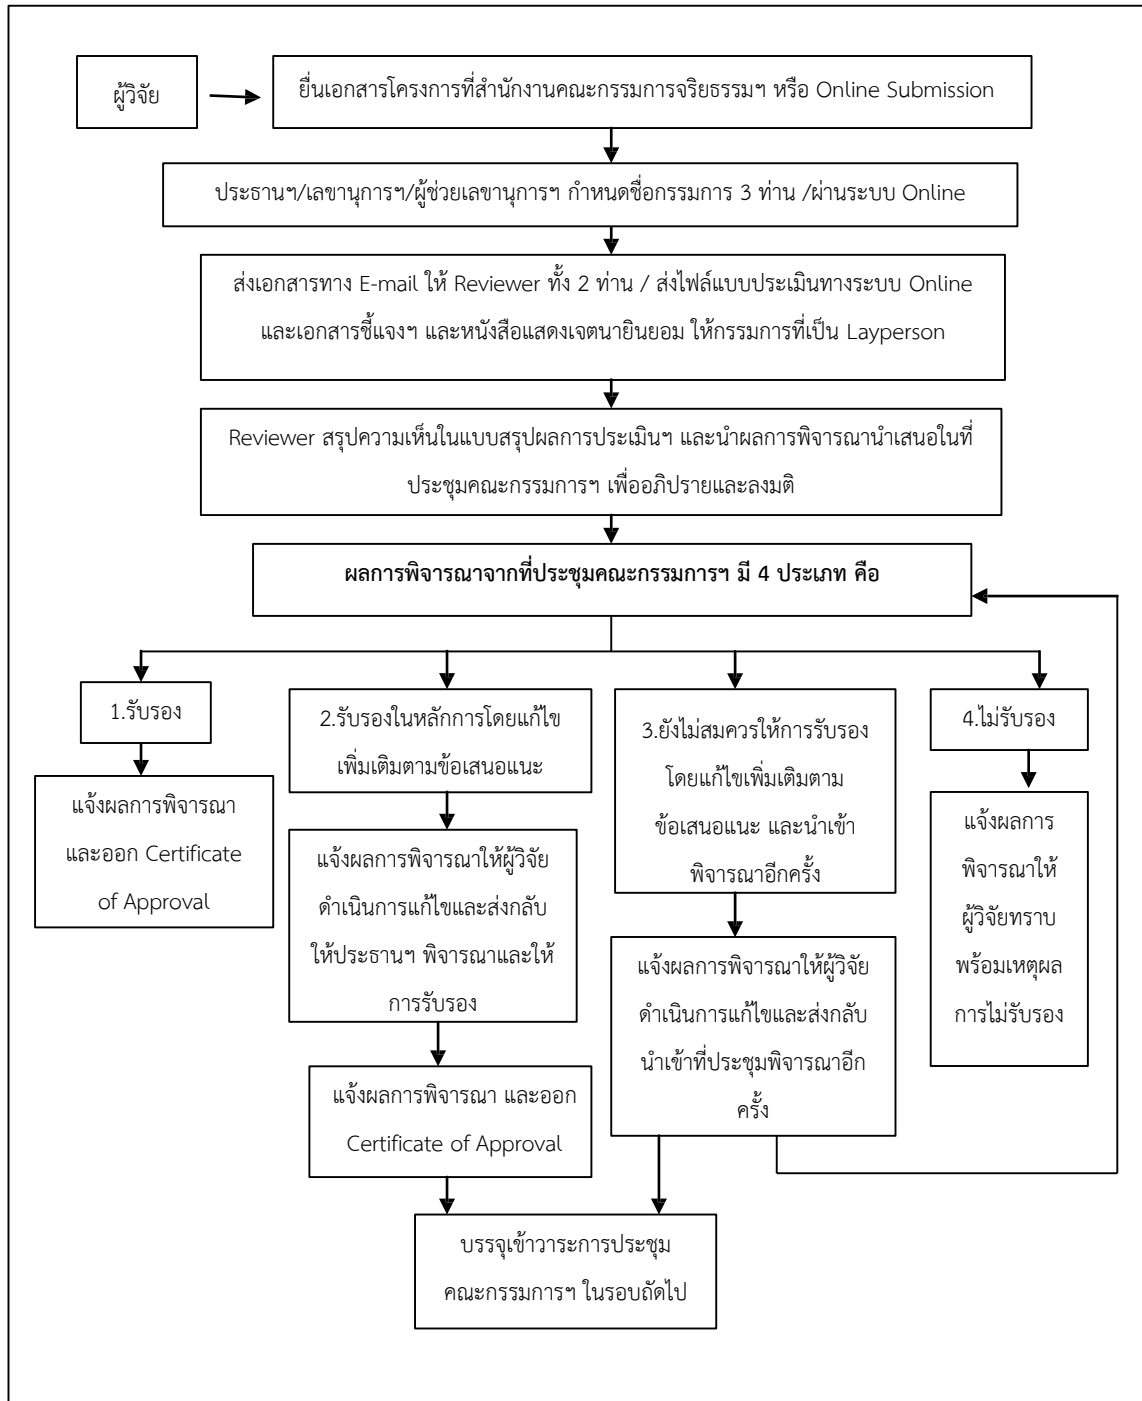 ผู้วิจัย
ยื่นเอกสารโครงการที่สำนักงานคณะกรรมการจริยธรรมฯ หรือ Online Submission
ประธานฯ/เลขานุการฯ/ผู้ช่วยเลขานุการฯ กำหนดชื่อกรรมการ 3 ท่าน /ผ่านระบบ Online
ส่งเอกสารทาง E-mail ให้ Reviewer ทั้ง 2 ท่าน / ส่งไฟล์แบบประเมินทางระบบ Online
และเอกสารชี้แจงฯ และหนังสือแสดงเจตนายินยอม ให้กรรมการที่เป็น Layperson
Reviewer สรุปความเห็นในแบบสรุปผลการประเมินฯ และนำผลการพิจารณานำเสนอในที่
ประชุมคณะกรรมการฯ เพื่ออภิปรายและลงมติ
ผลการพิจารณาจากที่ประชุมคณะกรรมการฯ มี 4 ประเภท คือ
1.รับรอง
แจ้งผลการพิจารณา
และออก Certificate
of Approval
2.รับรองในหลักการโดยแก้ไข
เพิ่มเติมตามข้อเสนอแนะ
แจ้งผลการพิจารณาให้ผู้วิจัย
ดำเนินการแก้ไขและส่งกลับ
ให้ประธานฯ พิจารณาและให้
การรับรอง
แจ้งผลการพิจารณา และออก
Certificate of Approval
3.ยังไม่สมควรให้การรับรอง
โดยแก้ไขเพิ่มเติมตาม
ข้อเสนอแนะ และนำเข้า
พิจารณาอีกครั้ง
แจ้งผลการพิจารณาให้ผู้วิจัย
ดำเนินการแก้ไขและส่งกลับ
นำเข้าที่ประชุมพิจารณาอีก
ครั้ง
4.ไม่รับรอง
แจ้งผลการ
พิจารณาให้
ผู้วิจัยทราบ
พร้อมเหตุผล
การไม่รับรอง
บรรจุเข้าวาระการประชุม
คณะกรรมการฯ ในรอบถัดไป